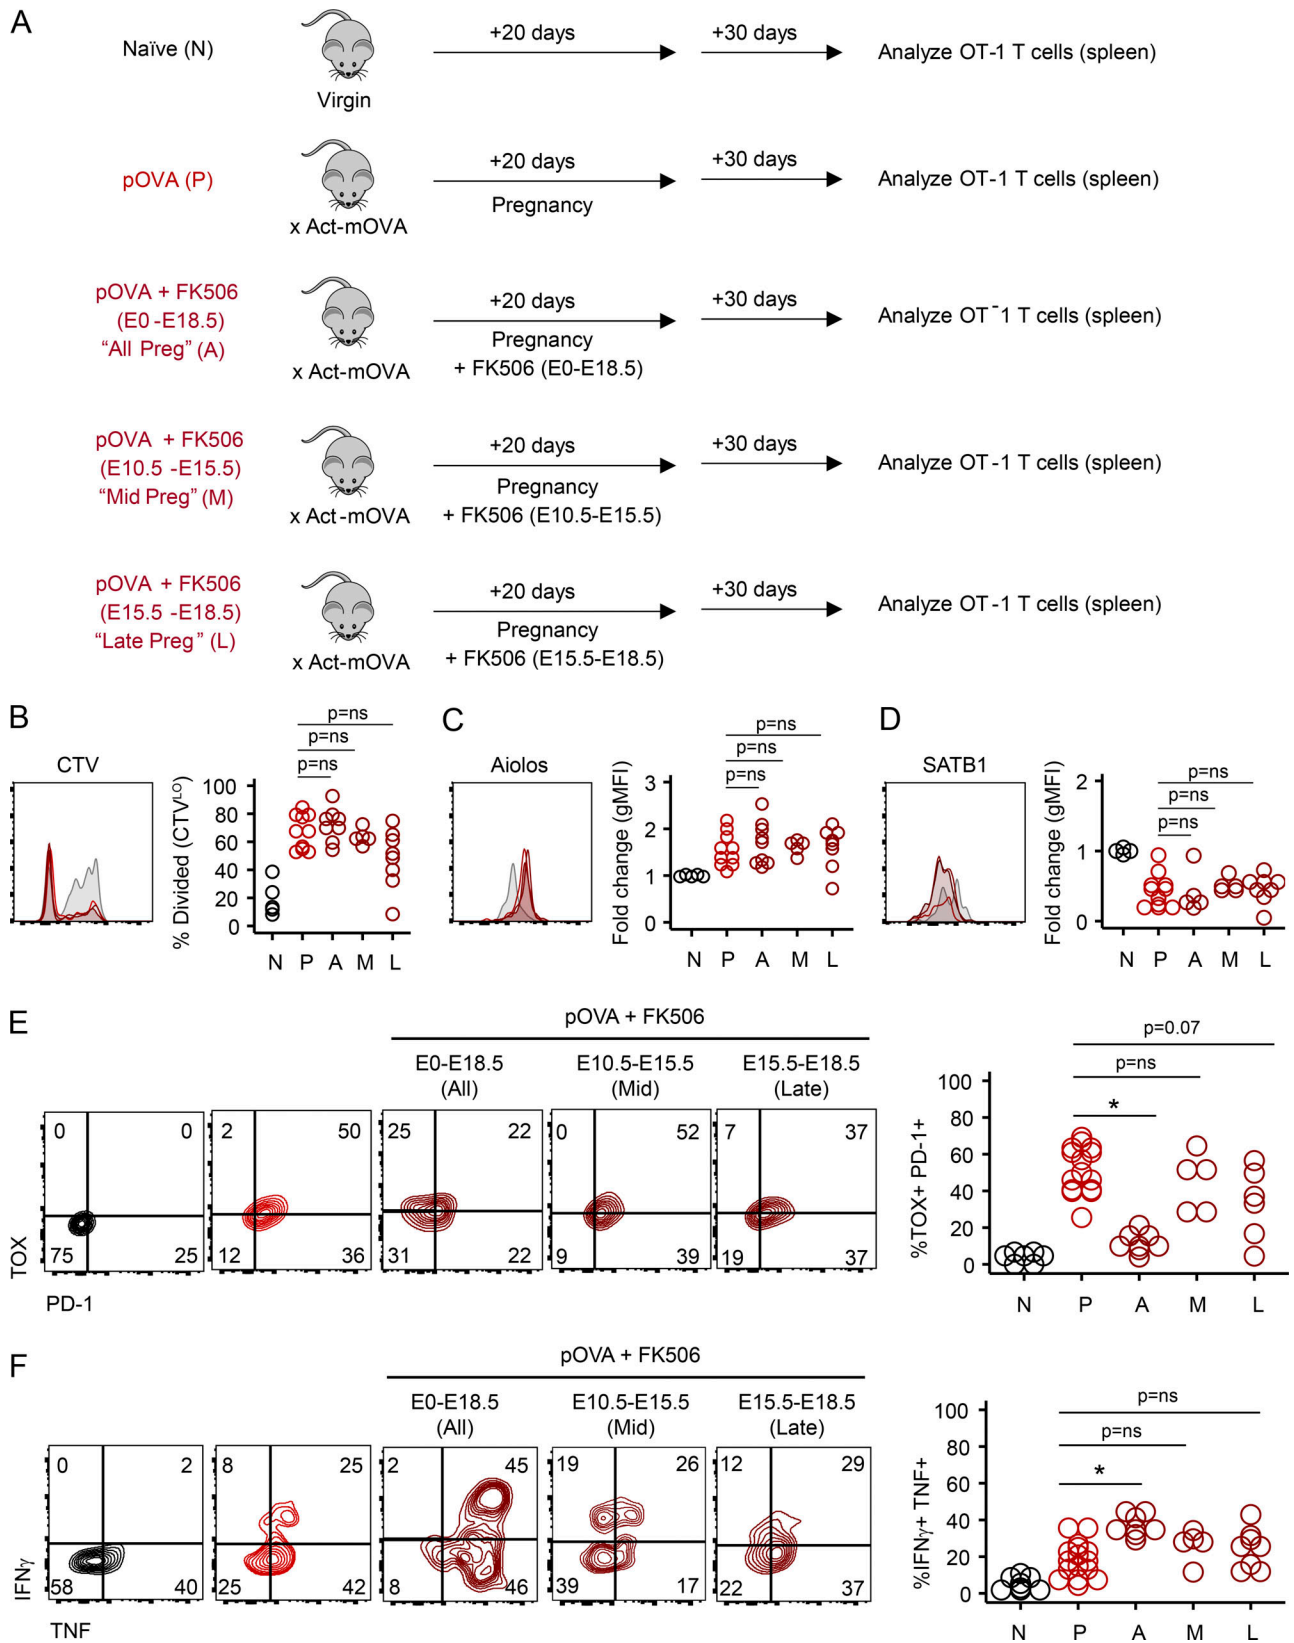 A
Naïve (N)
Virgin
+20 days
+30 days
Analyze OT-1 T cells (spleen)
pOVA (P)
x Act-mOVA
+20 days
Pregnancy
+30 days
Analyze OT-1 T cells (spleen)
pOVA + FK506
(E0-E18.5)
“All Preg” (A)
x Act-mOVA
+20 days
Pregnancy
+ FK506 (E0-E18.5)
+30 days
Analyze OT-1 T cells (spleen)
pOVA + FK506
(E10.5-E15.5)
“Mid Preg” (M)
x Act-mOVA
+20 days
Pregnancy
+ FK506 (E10.5-E15.5)
+30 days
Analyze OT-1 T cells (spleen)
pOVA + FK506
(E15.5-E18.5)
“Late Preg” (L)
x Act-mOVA
+20 days
Pregnancy
+ FK506 (E15.5-E18.5)
+30 days
Analyze OT-1 T cells (spleen)
B
CTV
% Divided (CTVLO)
p=ns
p=ns
p=ns
100
80
60
40
20
0
N P A M L
C
Aiolos
Fold change (gMFI)
p=ns
p=ns
p=ns
3
2
1
0
N P A M L
D
SATB1
Fold change (gMFI)
p=ns
p=ns
p=ns
2
1
0
N P A M L
E
pOVA + FK506
E0-E18.5
(All)
E10.5-E15.5
(Mid)
E15.5-E18.5
(Late)
0 0
75 25
2 50
12 36
25 22
31 22
0 52
9 39
7 37
19 37
TOX
PD-1
%TOX+ PD-1+
p=0.07
p=ns
*
100
80
60
40
20
0
N P A M L
F
pOVA + FK506
E0-E18.5
(All)
E10.5-E15.5
(Mid)
E15.5-E18.5
(Late)
0 2
58 40
8 25
25 42
2 45
8 46
19 26
39 17
12 29
22 37
IFNγ
TNF
%IFNγ+ TNF+
p=ns
p=ns
*
100
80
60
40
20
0
N P A M L